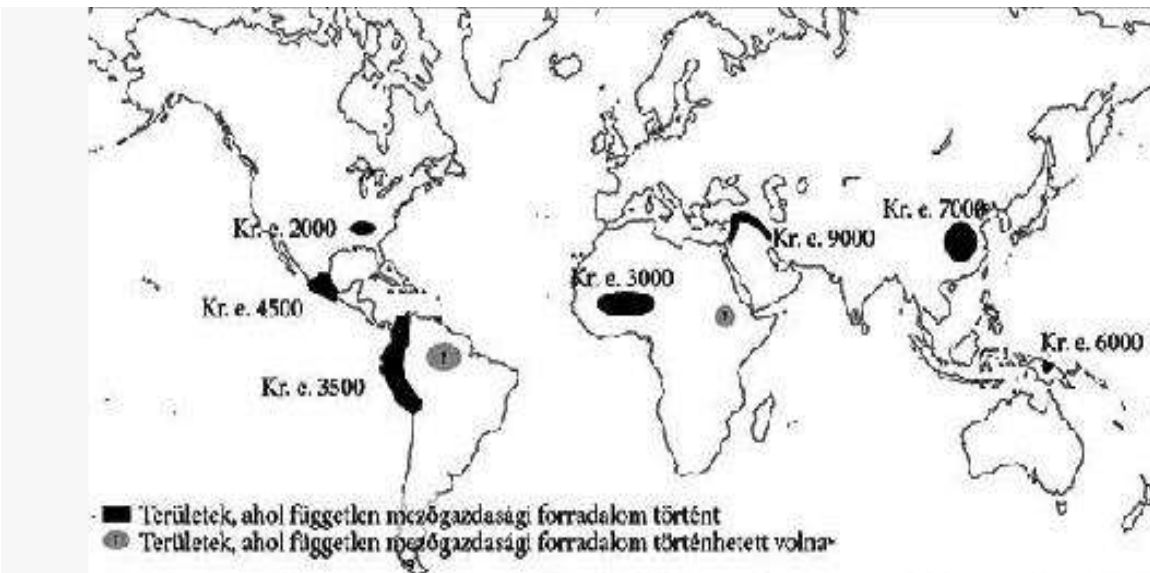 Kr. e. 7000
Kr. e. 2000
Kr. e. 9000
Kr. e. 3000
Kr. e. 4500
?
Kr. e. 6000
?
Kr. e. 3500
Területek, ahol független mezőgazdasági forradalom történt
? Területek, ahol független mezőgazdasági forradalom történhetett volna